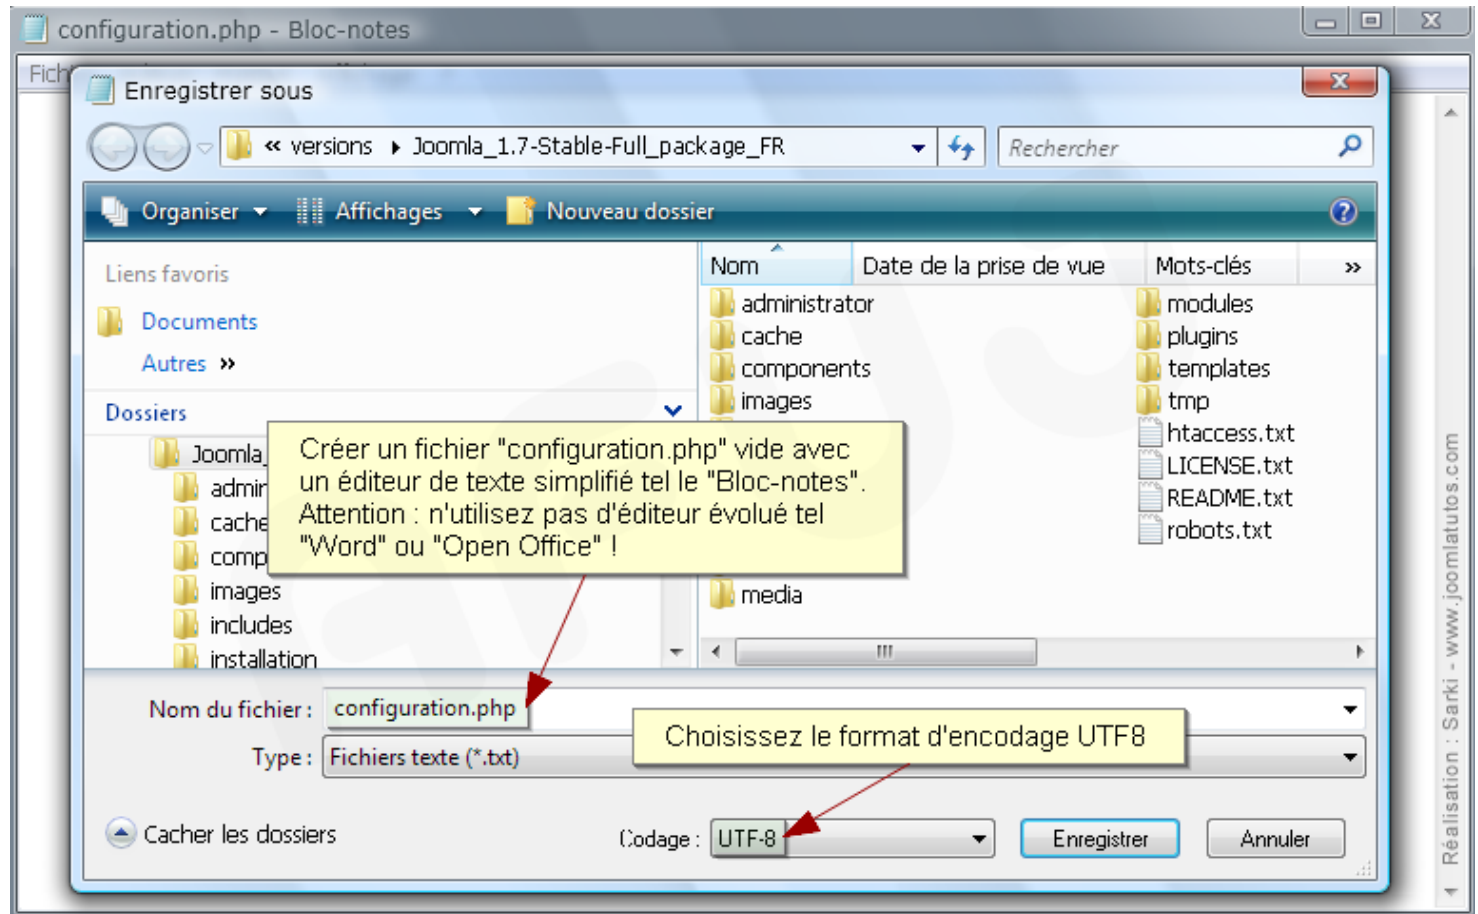 configuration.php - Bloc-notes
Fich
Enregistrer sous
« versions Joomla_1.7-Stable-Full_package_FR
Rechercher
Organiser Affichages Nouveau dossier
Liens favoris
Documents
Autres »
Dossiers
Joomla_
admin
cache
comp
images
includes
installation
Nom Date de la prise de vue Mots-clés »
administrator
cache
components
images
media
modules
plugins
templates
tmp
htaccess.txt
LICENSE.txt
README.txt
robots.txt
Créer un fichier "configuration.php" vide avec
un éditeur de texte simplifié tel le "Bloc-notes".
Attention : n'utilisez pas d'éditeur évolué tel
"Word" ou "Open Office" !
Nom du fichier : configuration.php
Choisissez le format d'encodage UTF8
Type : Fichiers texte (*.txt)
Cacher les dossiers
Codage : UTF-8
Enregistrer
Annuler
Réalisation : Sarki - www.joomlatutos.com